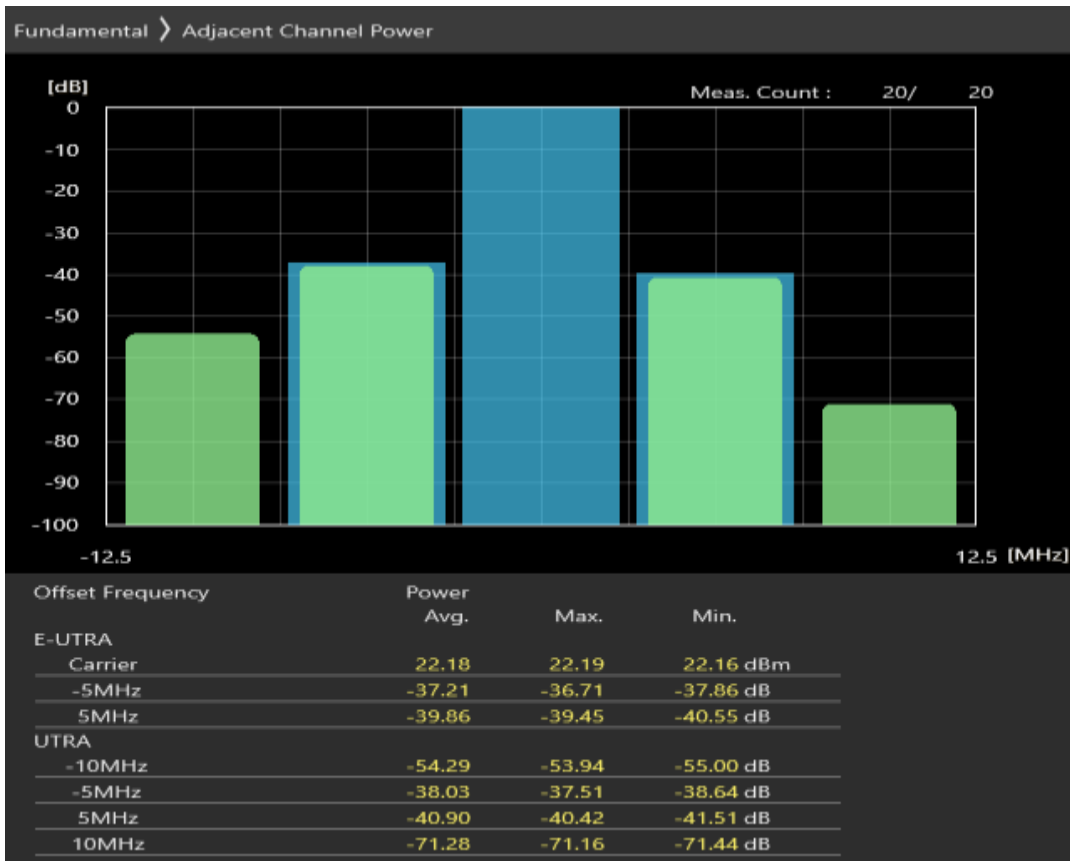 Fundamental ❯ Adjacent Channel Power
[dB]
Meas. Count : 20/ 20
0
-10
-20
-30
-40
-50
-60
-70
-80
-90
-100
-12.5 12.5 [MHz]
Offset Frequency Power
Avg. Max. Min.
E-UTRA
Carrier 22.18 22.19 22.16 dBm
-5MHz -37.21 -36.71 -37.86 dB
5MHz -39.86 -39.45 -40.55 dB
UTRA
-10MHz -54.29 -53.94 -55.00 dB
-5MHz -38.03 -37.51 -38.64 dB
5MHz -40.90 -40.42 -41.51 dB
10MHz -71.28 -71.16 -71.44 dB